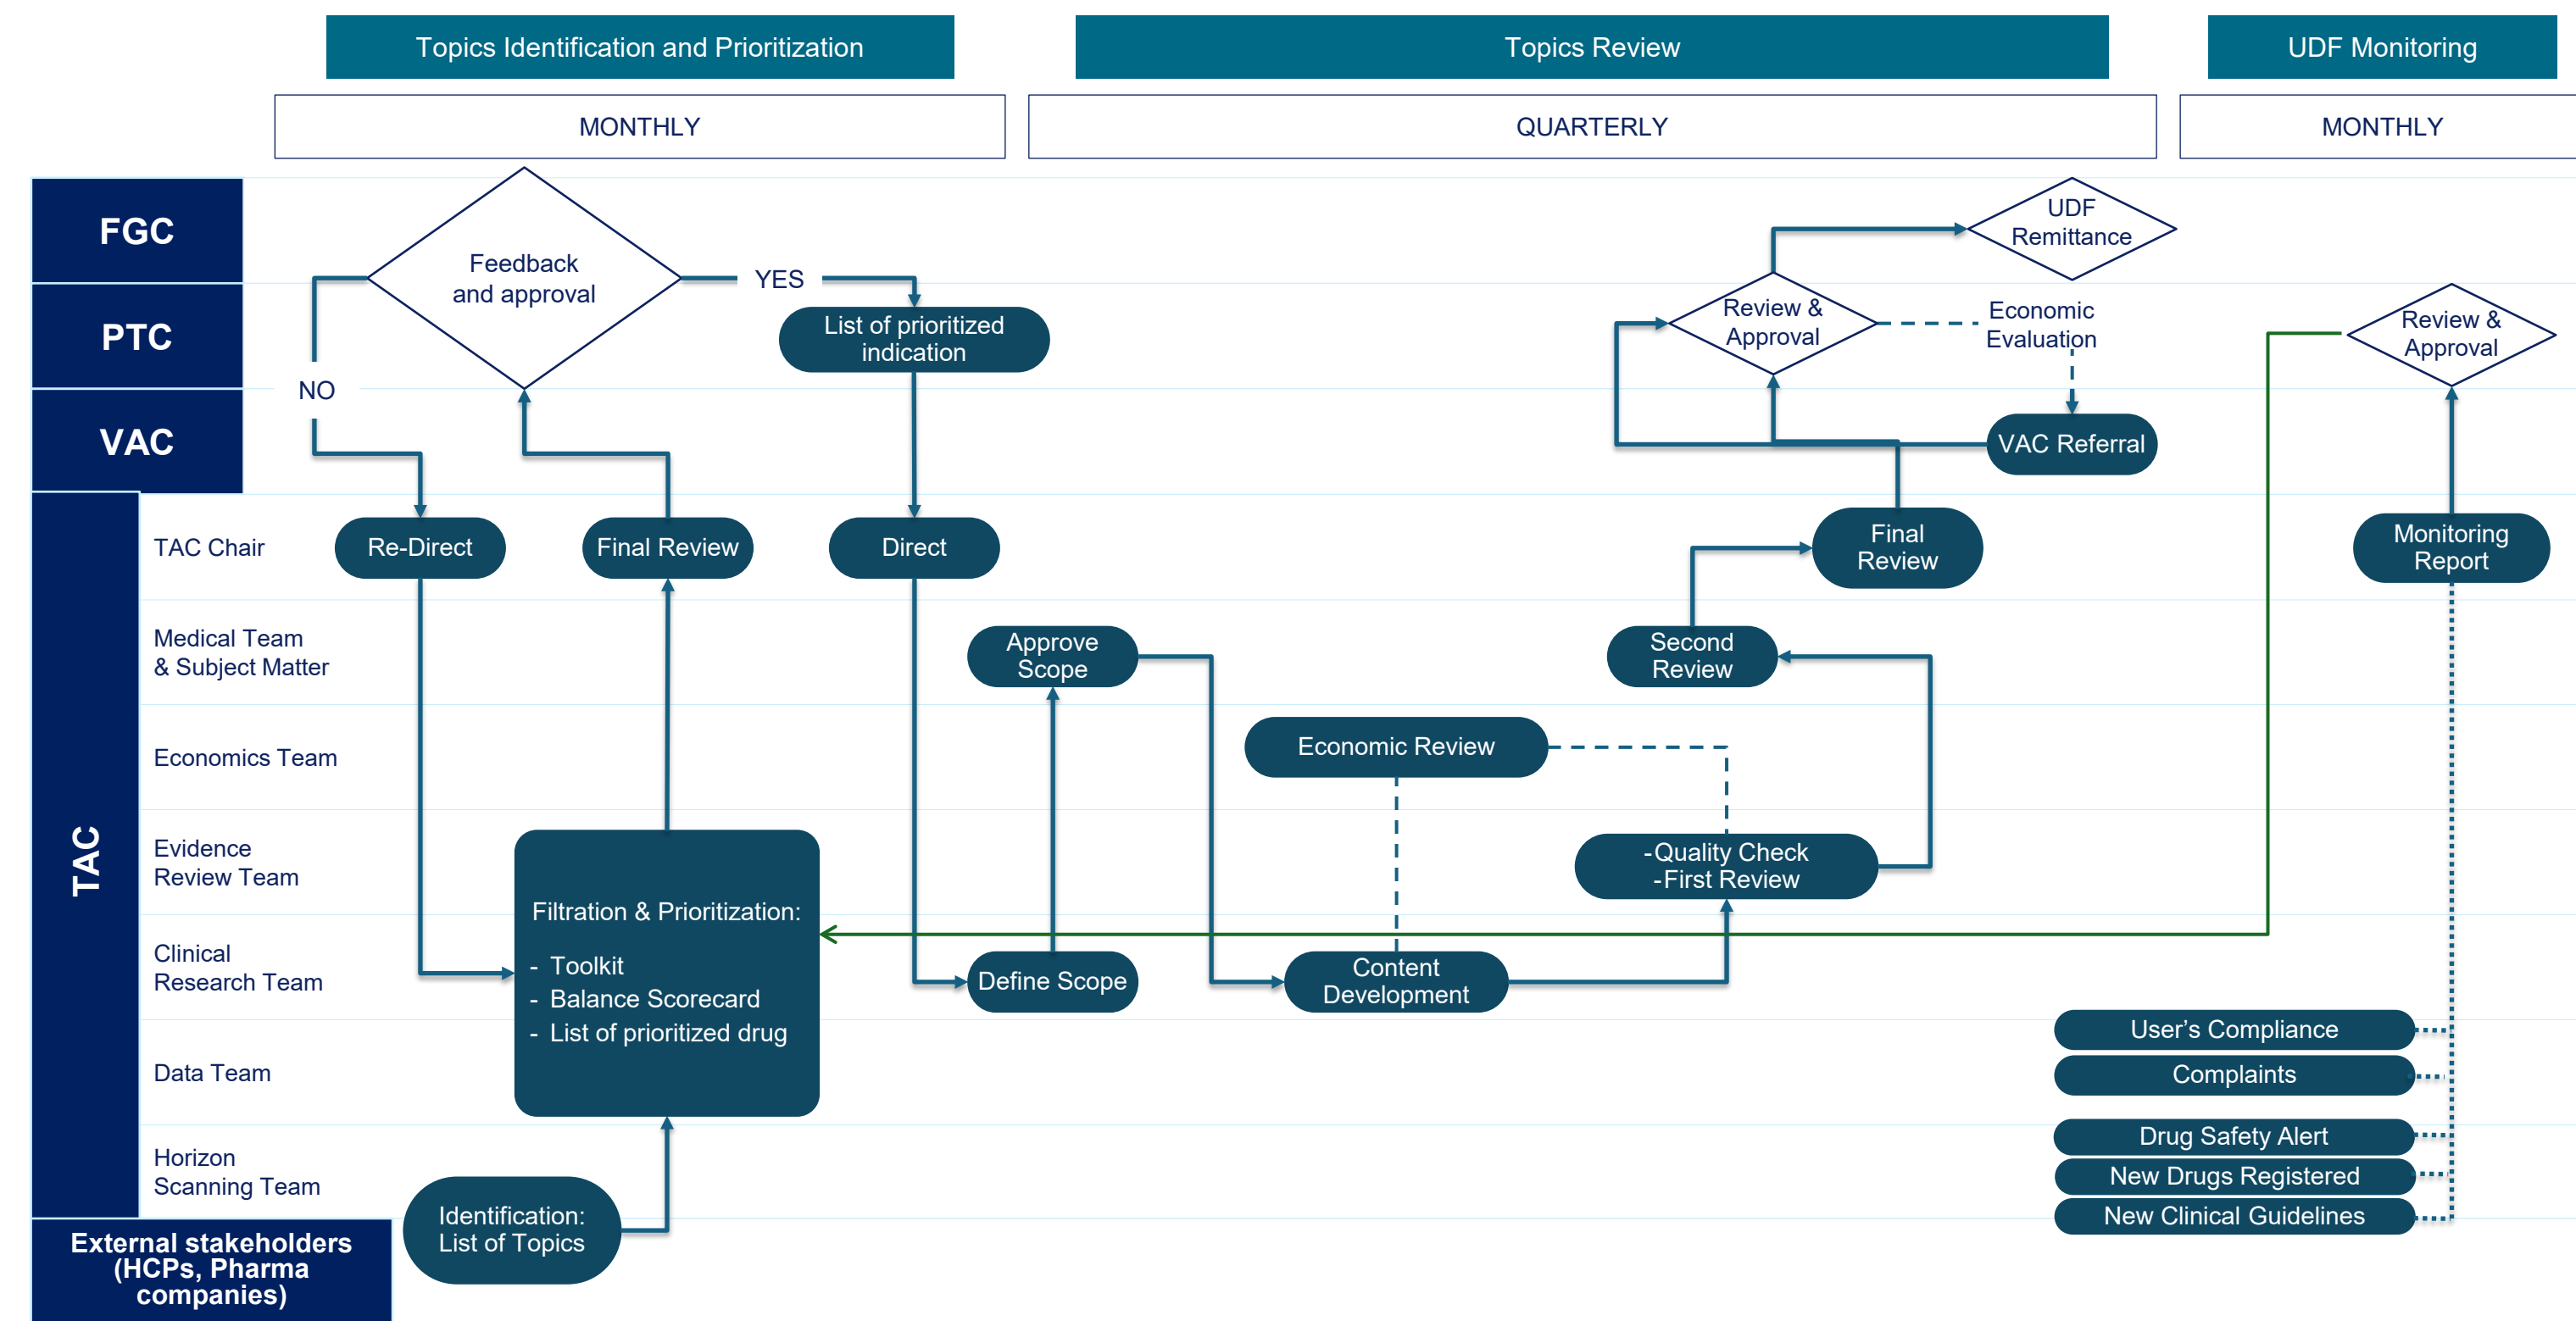 Topics Identification and Prioritization
Topics Review
UDF Monitoring
MONTHLY
QUARTERLY
MONTHLY
FGC
PTC
VAC
TAC
TAC Chair
Medical Team
& Subject Matter
Economics Team
Evidence
Review Team
Clinical
Research Team
Data Team
Horizon
Scanning Team
External stakeholders
(HCPs, Pharma
companies)
Feedback
and approval
YES
NO
List of prioritized
indication
Re-Direct
Final Review
Direct
Filtration & Prioritization:
- Toolkit
- Balance Scorecard
- List of prioritized drug
Identification:
List of Topics
Approve
Scope
Define Scope
Economic Review
Content
Development
-Quality Check
-First Review
Second
Review
Final
Review
Review &
Approval
UDF
Remittance
Economic
Evaluation
VAC Referral
Review &
Approval
Monitoring
Report
User’s Compliance
Complaints
Drug Safety Alert
New Drugs Registered
New Clinical Guidelines